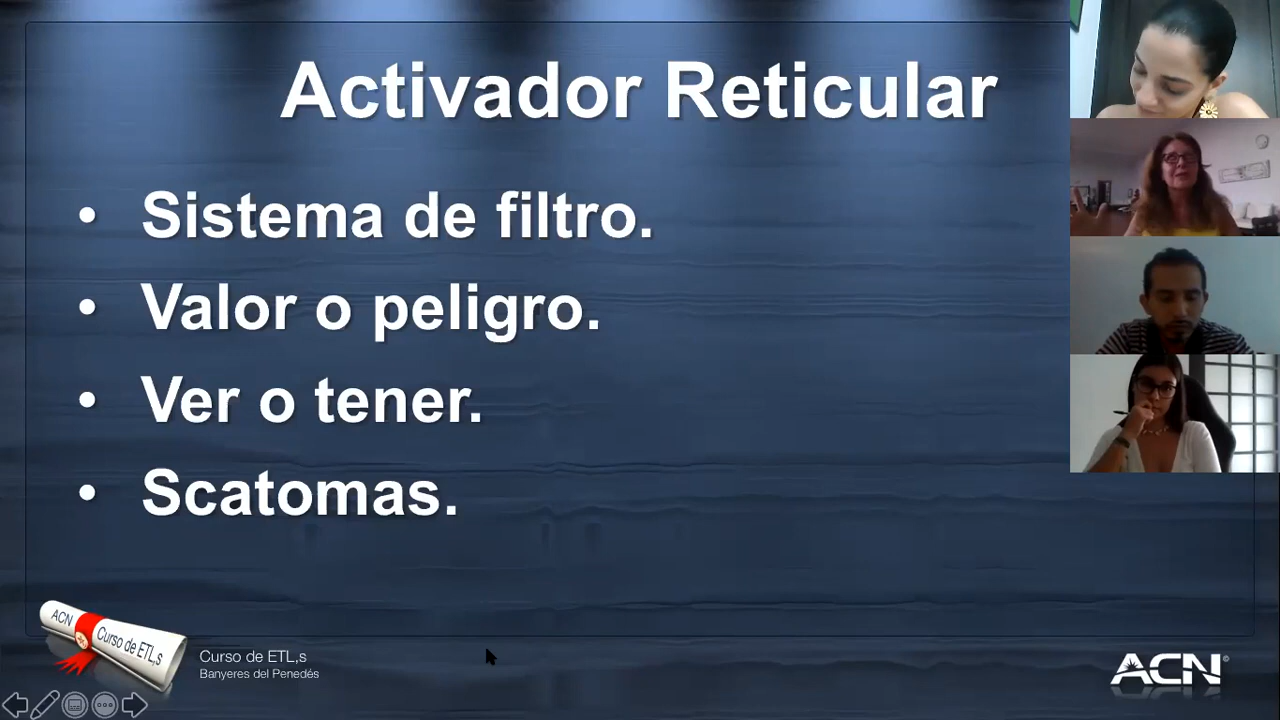 Activador Reticular
• Sistema de filtro.
• Valor o peligro.
• Ver o tener.
• Scatomas.
ACN
Curso de ETL,s
Curso de ETL,s
Banyeres del Penedés
ACN